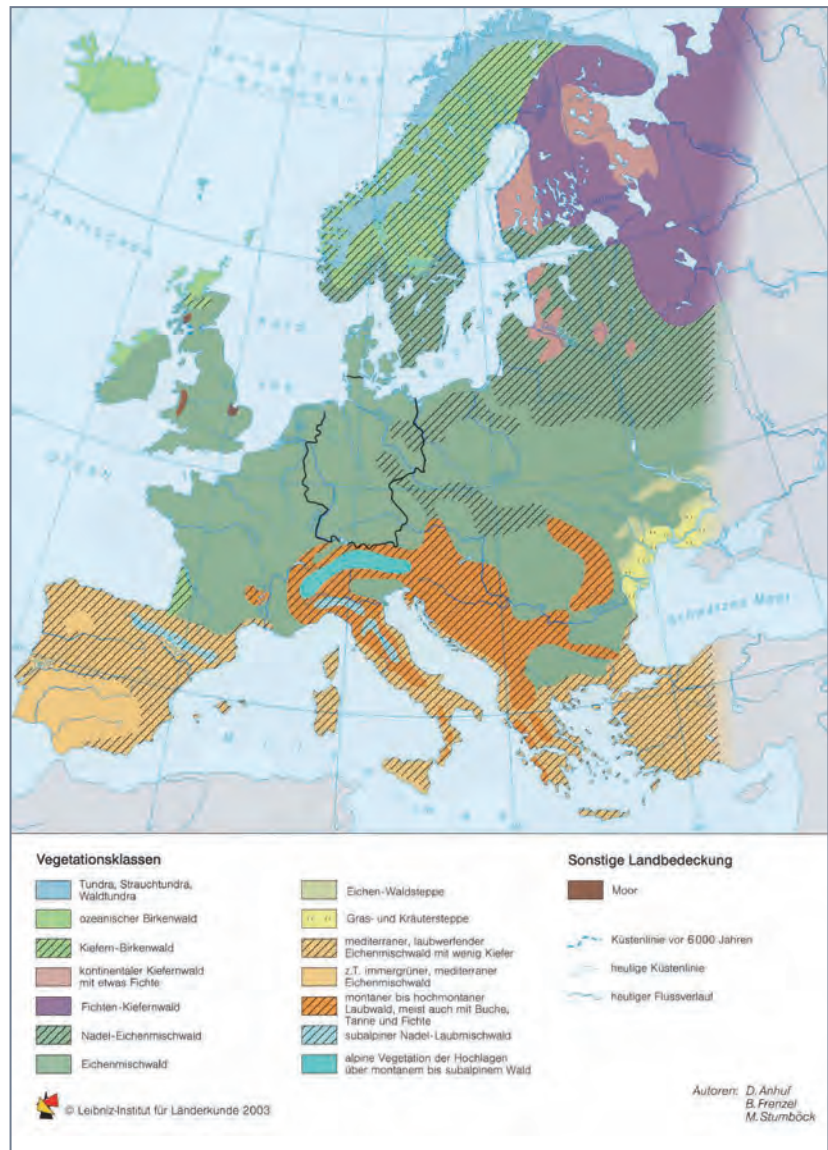 Schwarzes Meer
Vegetationsklassen
Tundra, Strauchtundra,
Waldtundra
ozeanischer Birkenwald
Kiefern-Birkenwald
kontinentaler Kiefernwald
mit etwas Fichte
Fichten-Kiefernwald
Nadel-Eichenmischwald
Eichenmischwald
Eichen-Waldsteppe
Gras- und Kräutersteppe
mediterraner, laubwerfender
Eichenmischwald mit wenig Kiefer
z.T. immergrüner, mediterraner
Eichenmischwald
montaner bis hochmontaner
Laubwald, meist auch mit Buche,
Tanne und Fichte
subalpiner Nadel-Laubmischwald
alpine Vegetation der Hochlagen
über montanem bis subalpinem Wald
Sonstige Landbedeckung
Moor
Küstenlinie vor 6000 Jahren
heutige Küstenlinie
heutiger Flussverlauf
© Leibniz-Institut für Länderkunde 2003
Autoren: D. Anhuf
B. Frenzel
M. Stumböck